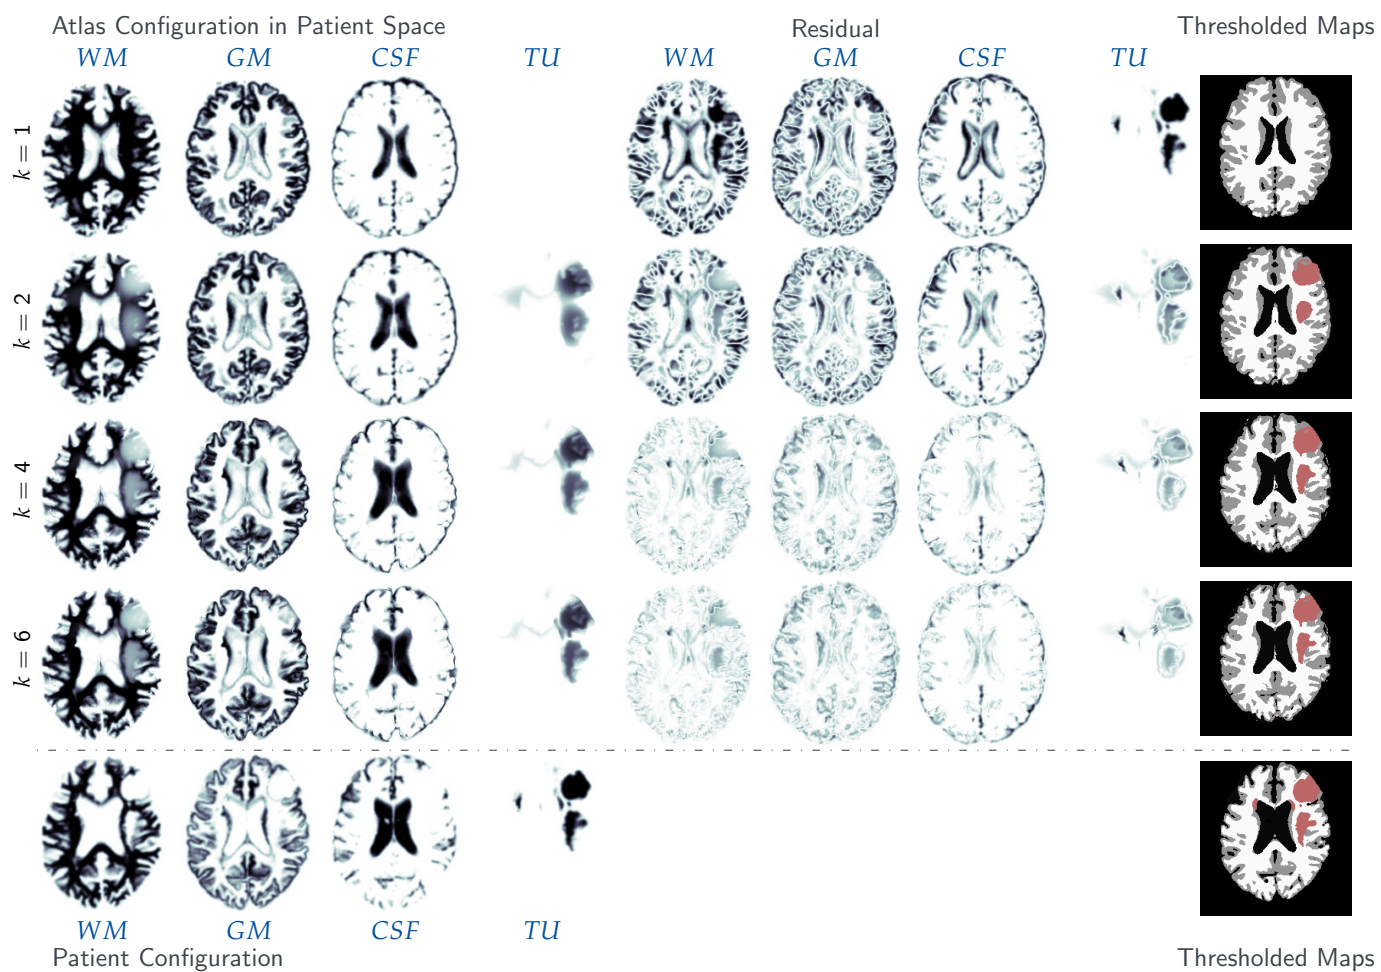 Atlas Configuration in Patient Space Residual Thresholded Maps
WM GM CSF TU WM GM CSF TU
k = 1
k = 2
k = 4
k = 6
WM GM CSF TU
Patient Configuration Thresholded Maps